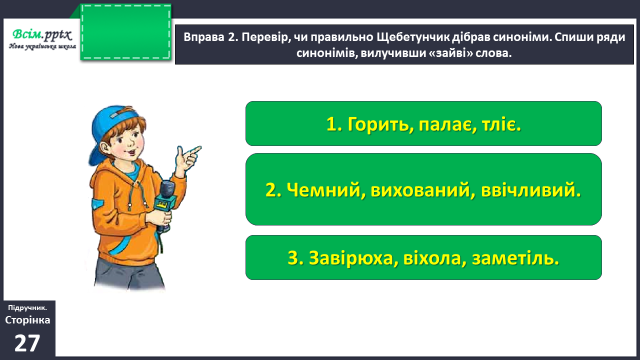 Всім.pptx
Нова українська школа
Вправа 2. Перевір, чи правильно Щебетунчик дібрав синоніми. Спиши ряди
синонімів, вилучивши «зайві» слова.
1. Горить, палає, тліє.
2. Чемний, вихований, ввічливий.
3. Завірюха, віхола, заметіль.
Підручник.
Сторінка
27